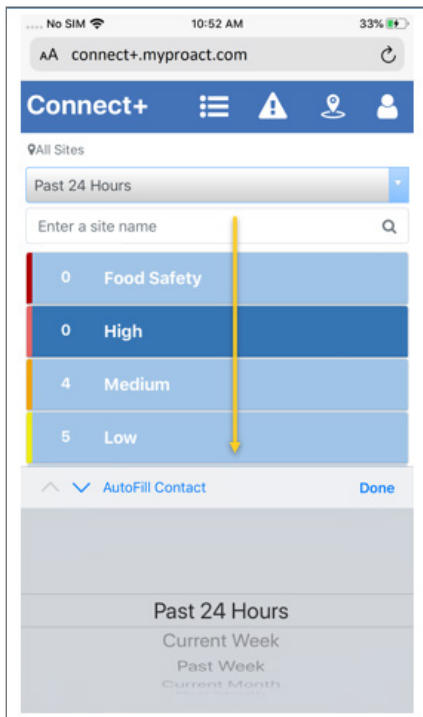 .... No SIM 10:52 AM 33%
AA connect+.myproact.com
Connect+
All Sites
Past 24 Hours
Enter a site name
0 Food Safety
0 High
4 Medium
5 Low
AutoFill Contact Done
Past 24 Hours
Current Week
Past Week
Current Month